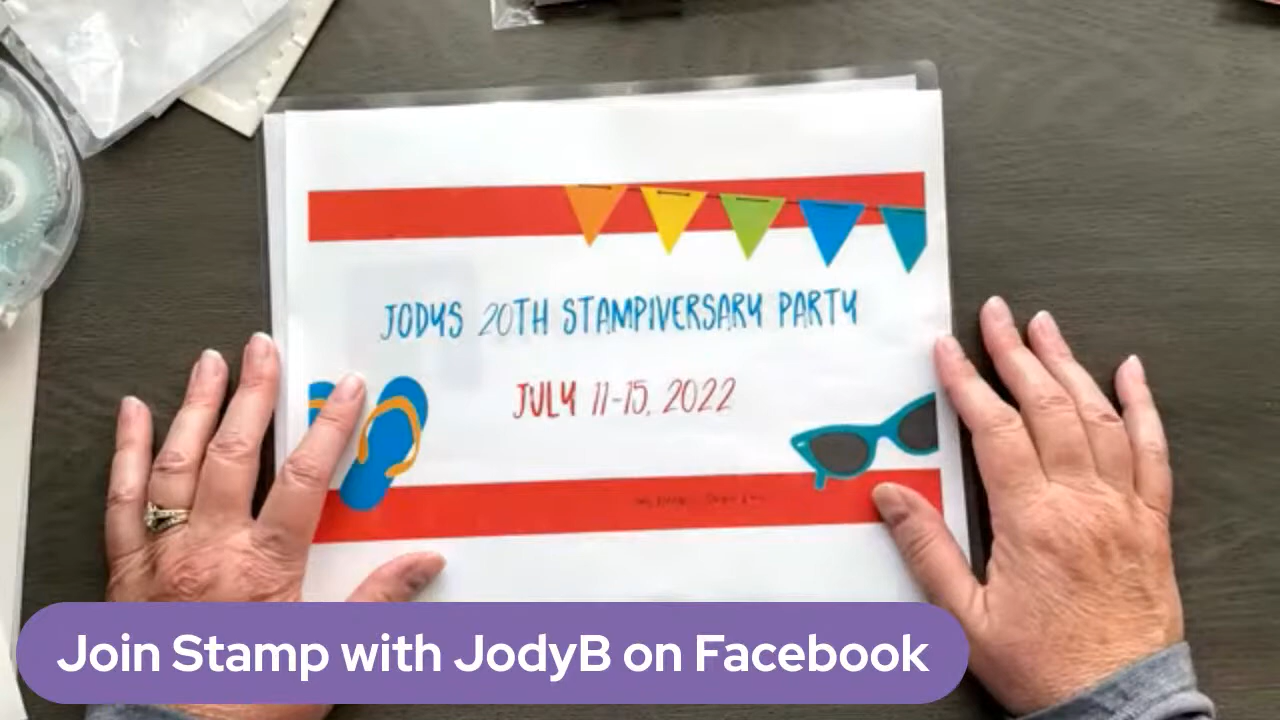 JODYS 20TH STAMPIVERSARY PARTY
JULY 11-15, 2022
Join Stamp with JodyB on Facebook